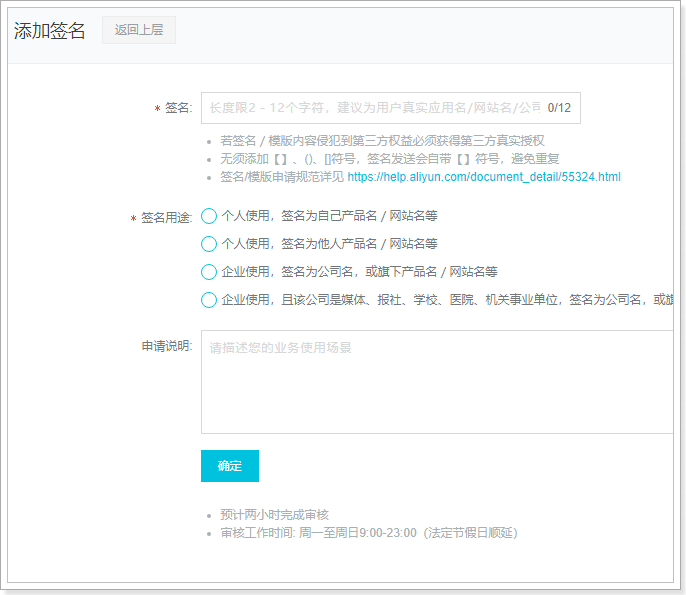 添加签名 返回上层
* 签名: 长度限2 - 12个字符，建议为用户真实应用名/网站名/公司 0/12
若签名 / 模版内容侵犯到第三方权益必须获得第三方真实授权
无须添加【】、()、[]符号，签名发送会自带【】符号，避免重复
签名/模版申请规范详见 https://help.aliyun.com/document_detail/55324.html
* 签名用途: 个人使用，签名为自己产品名 / 网站名等
个人使用，签名为他人产品名 / 网站名等
企业使用，签名为公司名，或旗下产品名 / 网站名等
企业使用，且该公司是媒体、报社、学校、医院、机关事业单位，签名为公司名，或旗
申请说明: 请描述您的业务使用场景
确定
预计两小时完成审核
审核工作时间: 周一至周日9:00-23:00（法定节假日顺延）